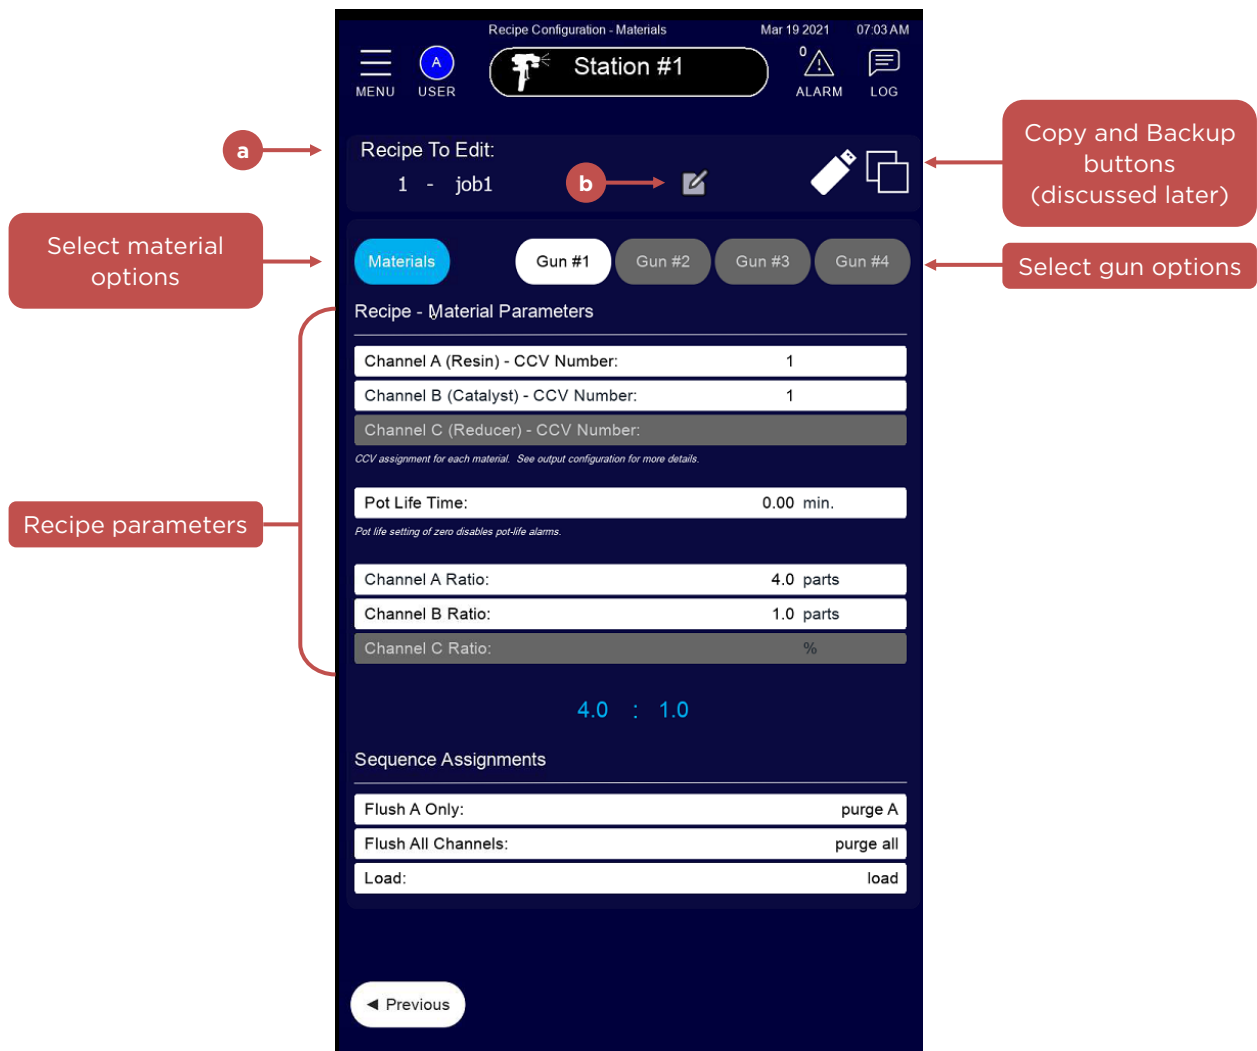 Recipe Configuration - Materials
Mar 19 2021
07:03 AM
MENU
A
USER
Station #1
0
ALARM
LOG
a
Recipe To Edit:
1 - job1
b
Copy and Backup
buttons
(discussed later)
Select material
options
Materials
Gun #1
Gun #2
Gun #3
Gun #4
Select gun options
Recipe - Material Parameters
Channel A (Resin) - CCV Number: 1
Channel B (Catalyst) - CCV Number: 1
Channel C (Reducer) - CCV Number:
CCV assignment for each material. See output configuration for more details.
Recipe parameters
Pot Life Time: 0.00 min.
Pot life setting of zero disables pot-life alarms.
Channel A Ratio: 4.0 parts
Channel B Ratio: 1.0 parts
Channel C Ratio: %
4.0 : 1.0
Sequence Assignments
Flush A Only: purge A
Flush All Channels: purge all
Load: load
◄ Previous